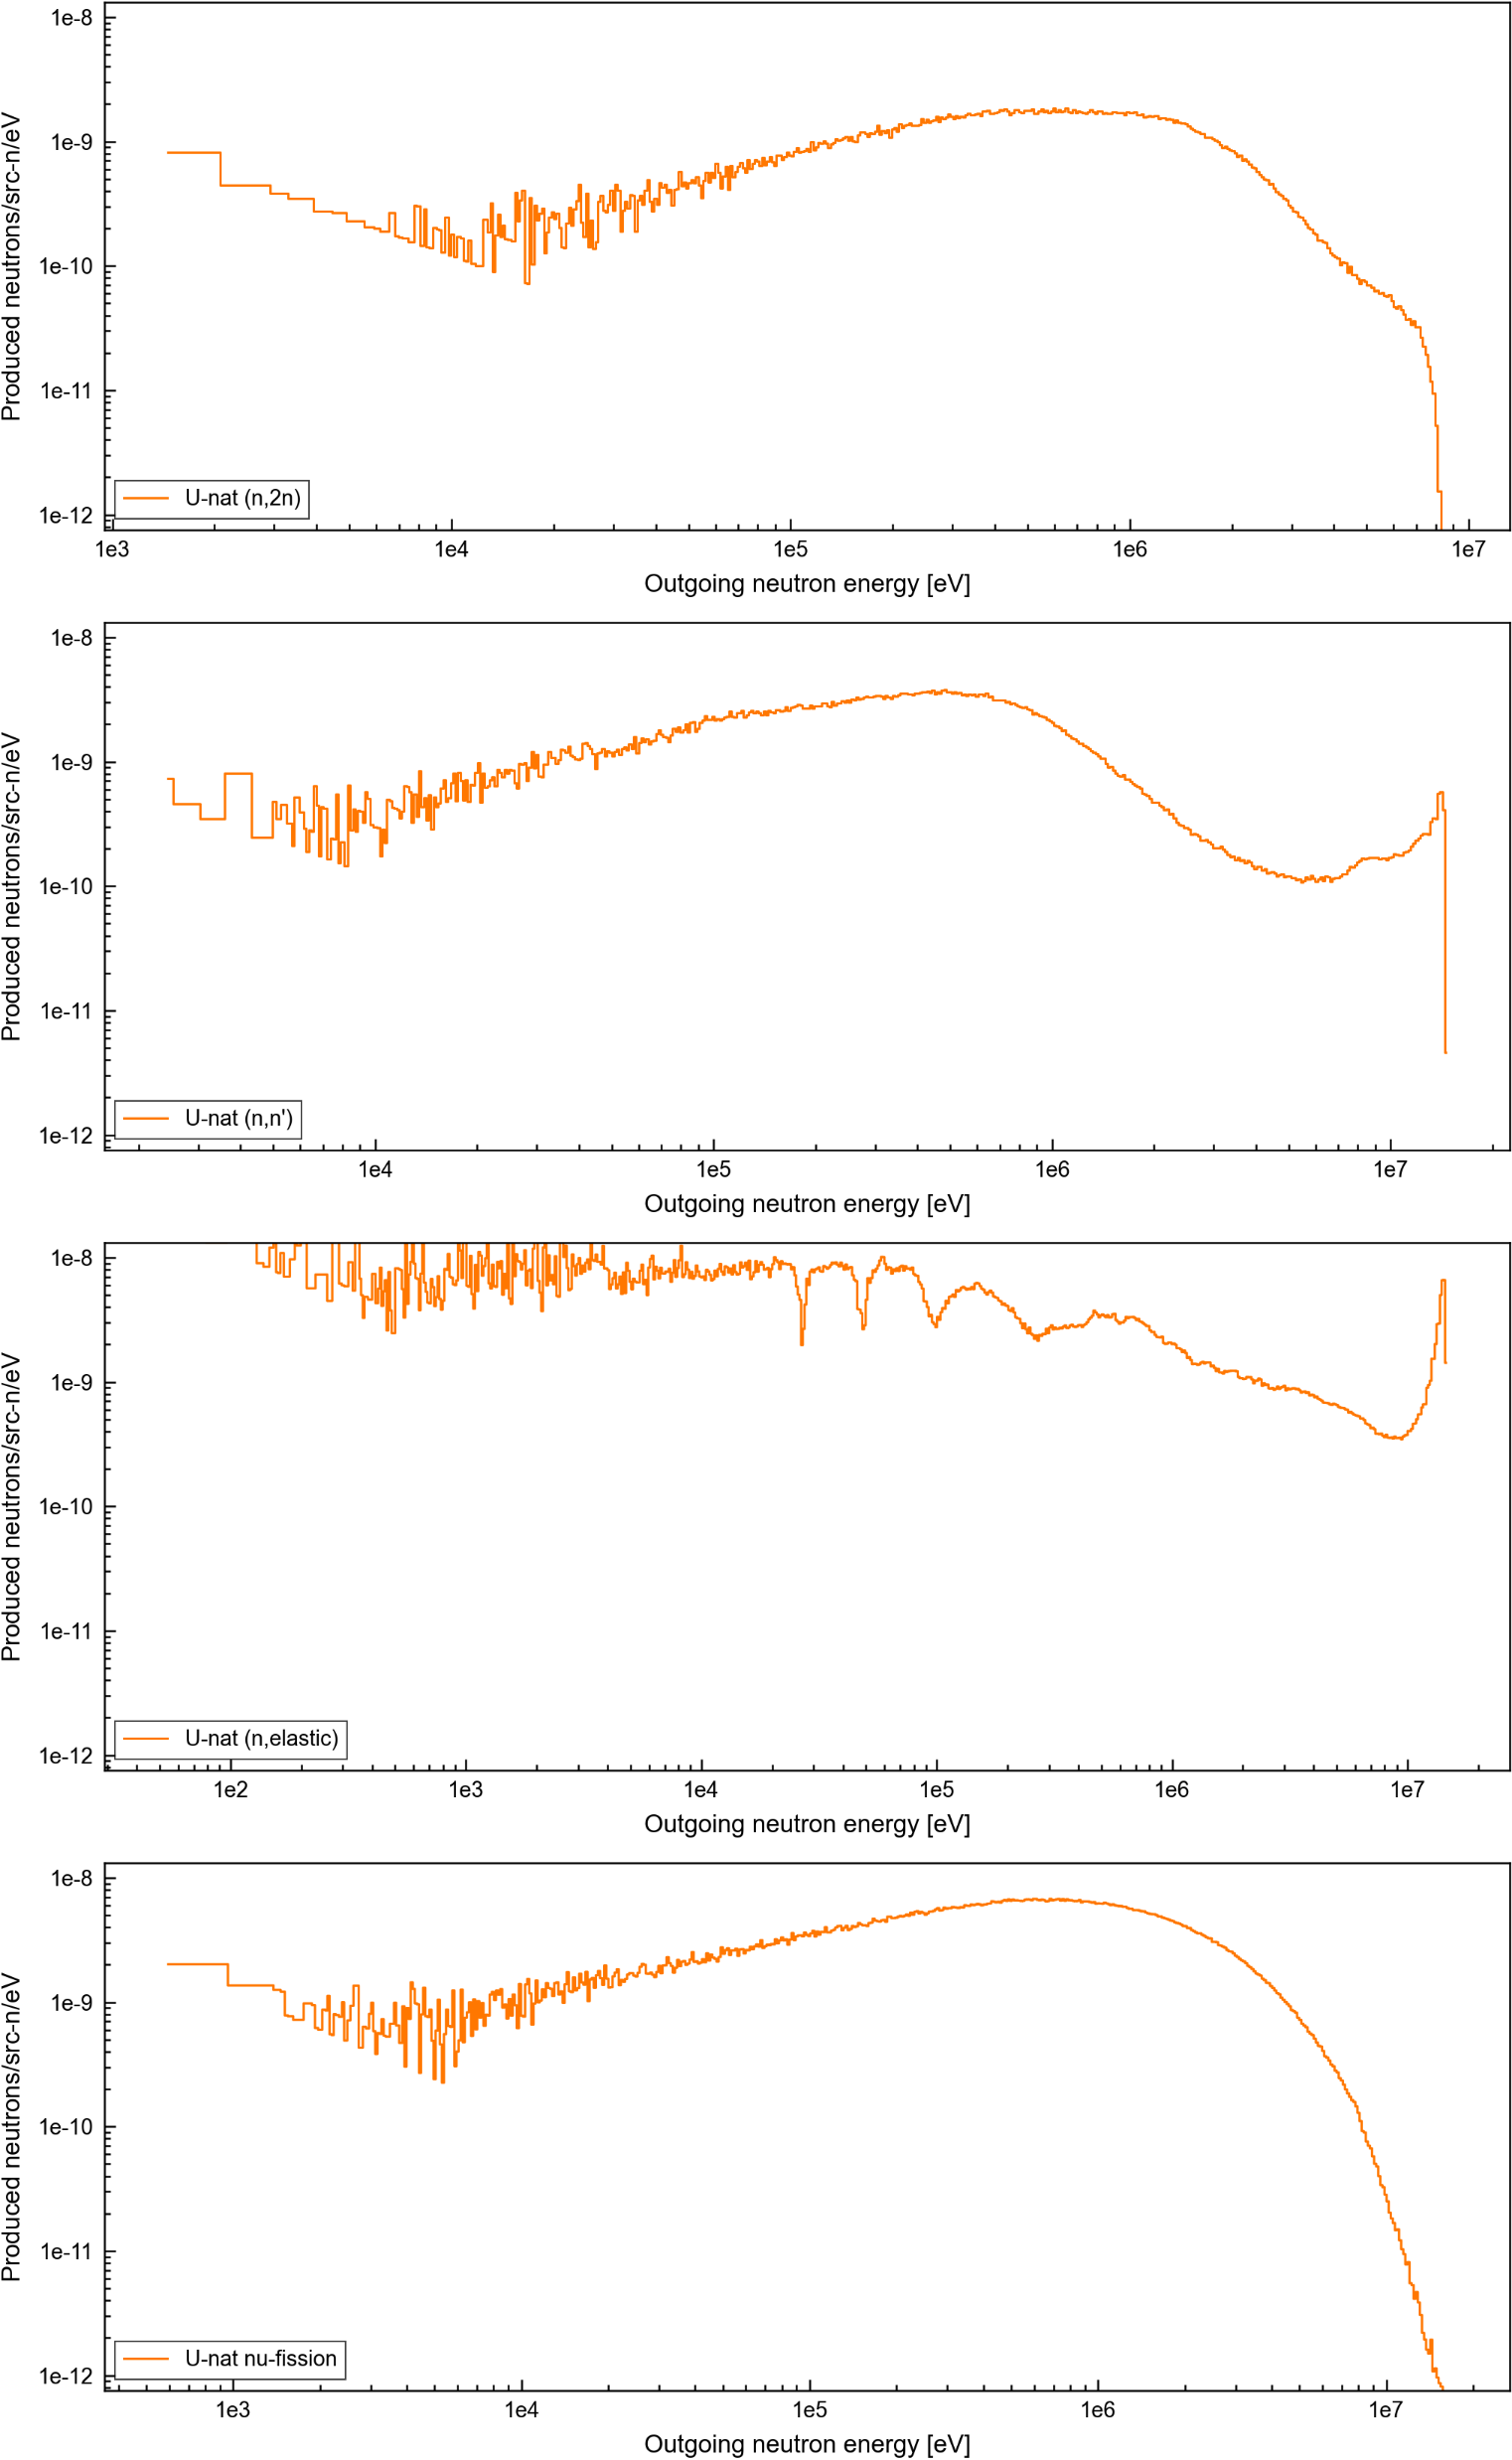 Produced neutrons/src-n/eV
1e-8
1e-9
1e-10
1e-11
1e-12
U-nat (n,2n)
1e3 1e4 1e5 1e6 1e7
Outgoing neutron energy [eV]
Produced neutrons/src-n/eV
1e-8
1e-9
1e-10
1e-11
1e-12
U-nat (n,n')
1e4 1e5 1e6 1e7
Outgoing neutron energy [eV]
Produced neutrons/src-n/eV
1e-8
1e-9
1e-10
1e-11
1e-12
U-nat (n,elastic)
1e2 1e3 1e4 1e5 1e6 1e7
Outgoing neutron energy [eV]
Produced neutrons/src-n/eV
1e-8
1e-9
1e-10
1e-11
1e-12
U-nat nu-fission
1e3 1e4 1e5 1e6 1e7
Outgoing neutron energy [eV]